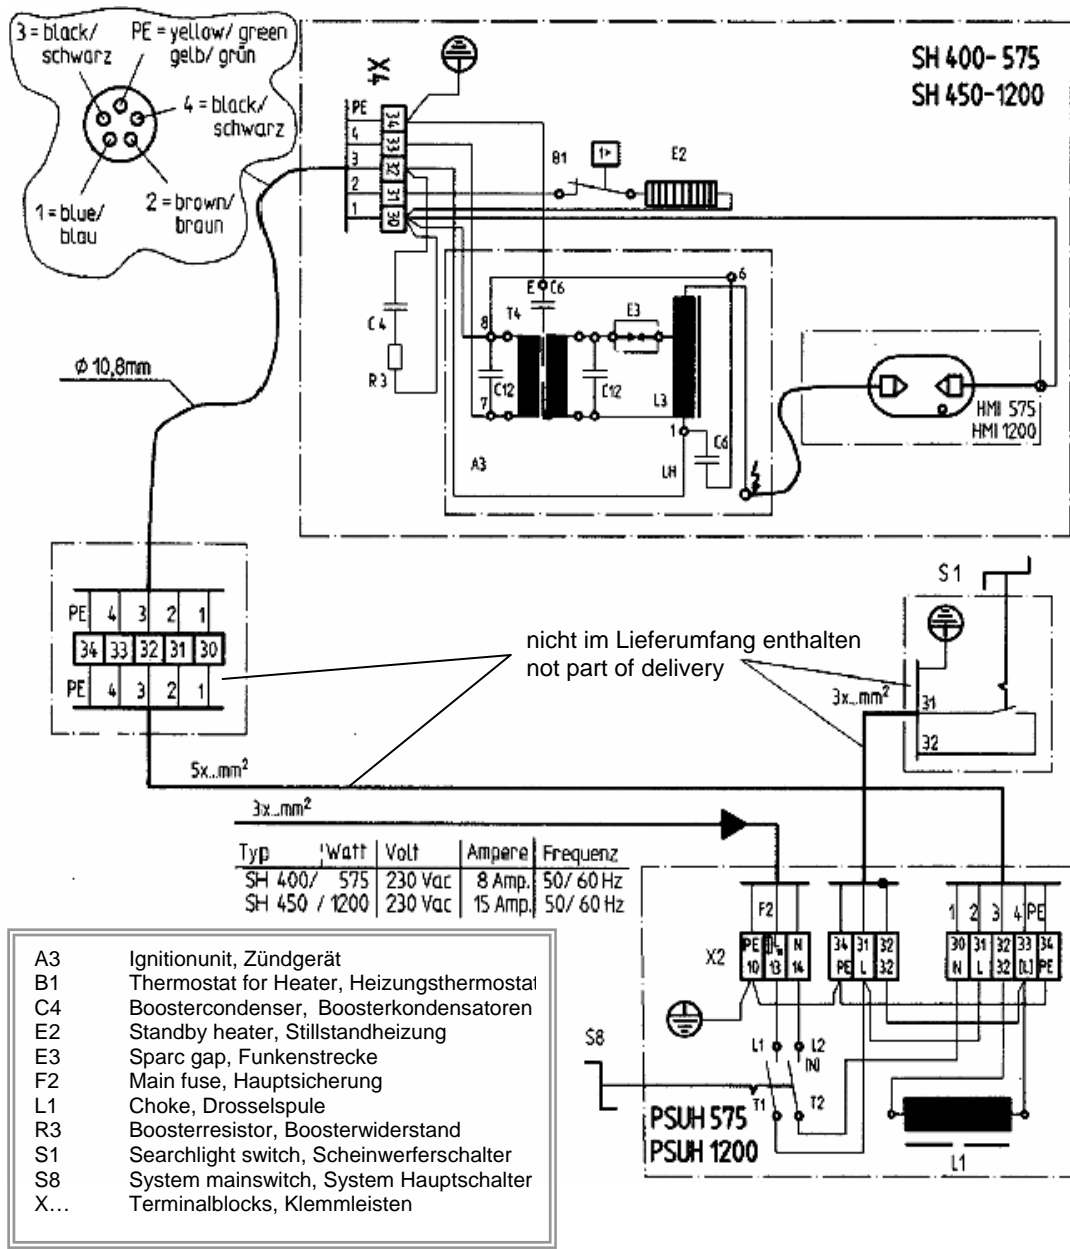 3 = black/
schwarz
PE = yellow/ green
gelb/ grün
4 = black/
schwarz
1 = blue/
blau
2 = brown/
braun
SH 400- 575
SH 450-1200
X4
PE
4
3
2
1
34
33
32
31
30
B1
1>
E2
E
C6
6
T4
8
E3
C4
R3
C12
C12
7
L3
1
C6
A3
LH
HMI 575
HMI 1200
Ø 10,8mm
PE 4 3 2 1
34 33 32 31 30
PE 4 3 2 1
nicht im Lieferumfang enthalten
not part of delivery
S1
31
32
3x...mm²
5x...mm²
3x...mm²
Typ Watt Volt Ampere Frequenz
SH 400/ 575 230 Vac 8 Amp. 50/ 60 Hz
SH 450 / 1200 230 Vac 15 Amp. 50/ 60 Hz
F2
1 2 3 4 PE
X2
PE N
10 13 14
34 31 32
PE L 32
30 31 32 33 34
N L 32 [L] PE
S8
L1 L2
[N]
T1 T2
PSUH 575
PSUH 1200
L1
A3 Ignitionunit, Zündgerät
B1 Thermostat for Heater, Heizungsthermostat
C4 Boostercondenser, Boosterkondensatoren
E2 Standby heater, Stillstandheizung
E3 Sparc gap, Funkenstrecke
F2 Main fuse, Hauptsicherung
L1 Choke, Drosselspule
R3 Boosterresistor, Boosterwiderstand
S1 Searchlight switch, Scheinwerferschalter
S8 System mainswitch, System Hauptschalter
X… Terminalblocks, Klemmleisten